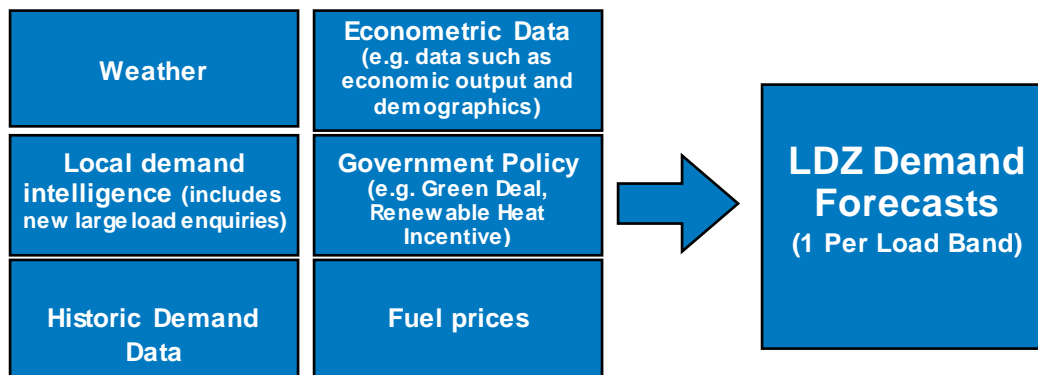 Weather
Econometric Data
(e.g. data such as
economic output and
demographics)
Local demand
intelligence (includes
new large load enquiries)
Government Policy
(e.g. Green Deal,
Renewable Heat
Incentive)
Historic Demand
Data
Fuel prices
LDZ Demand
Forecasts
(1 Per Load Band)